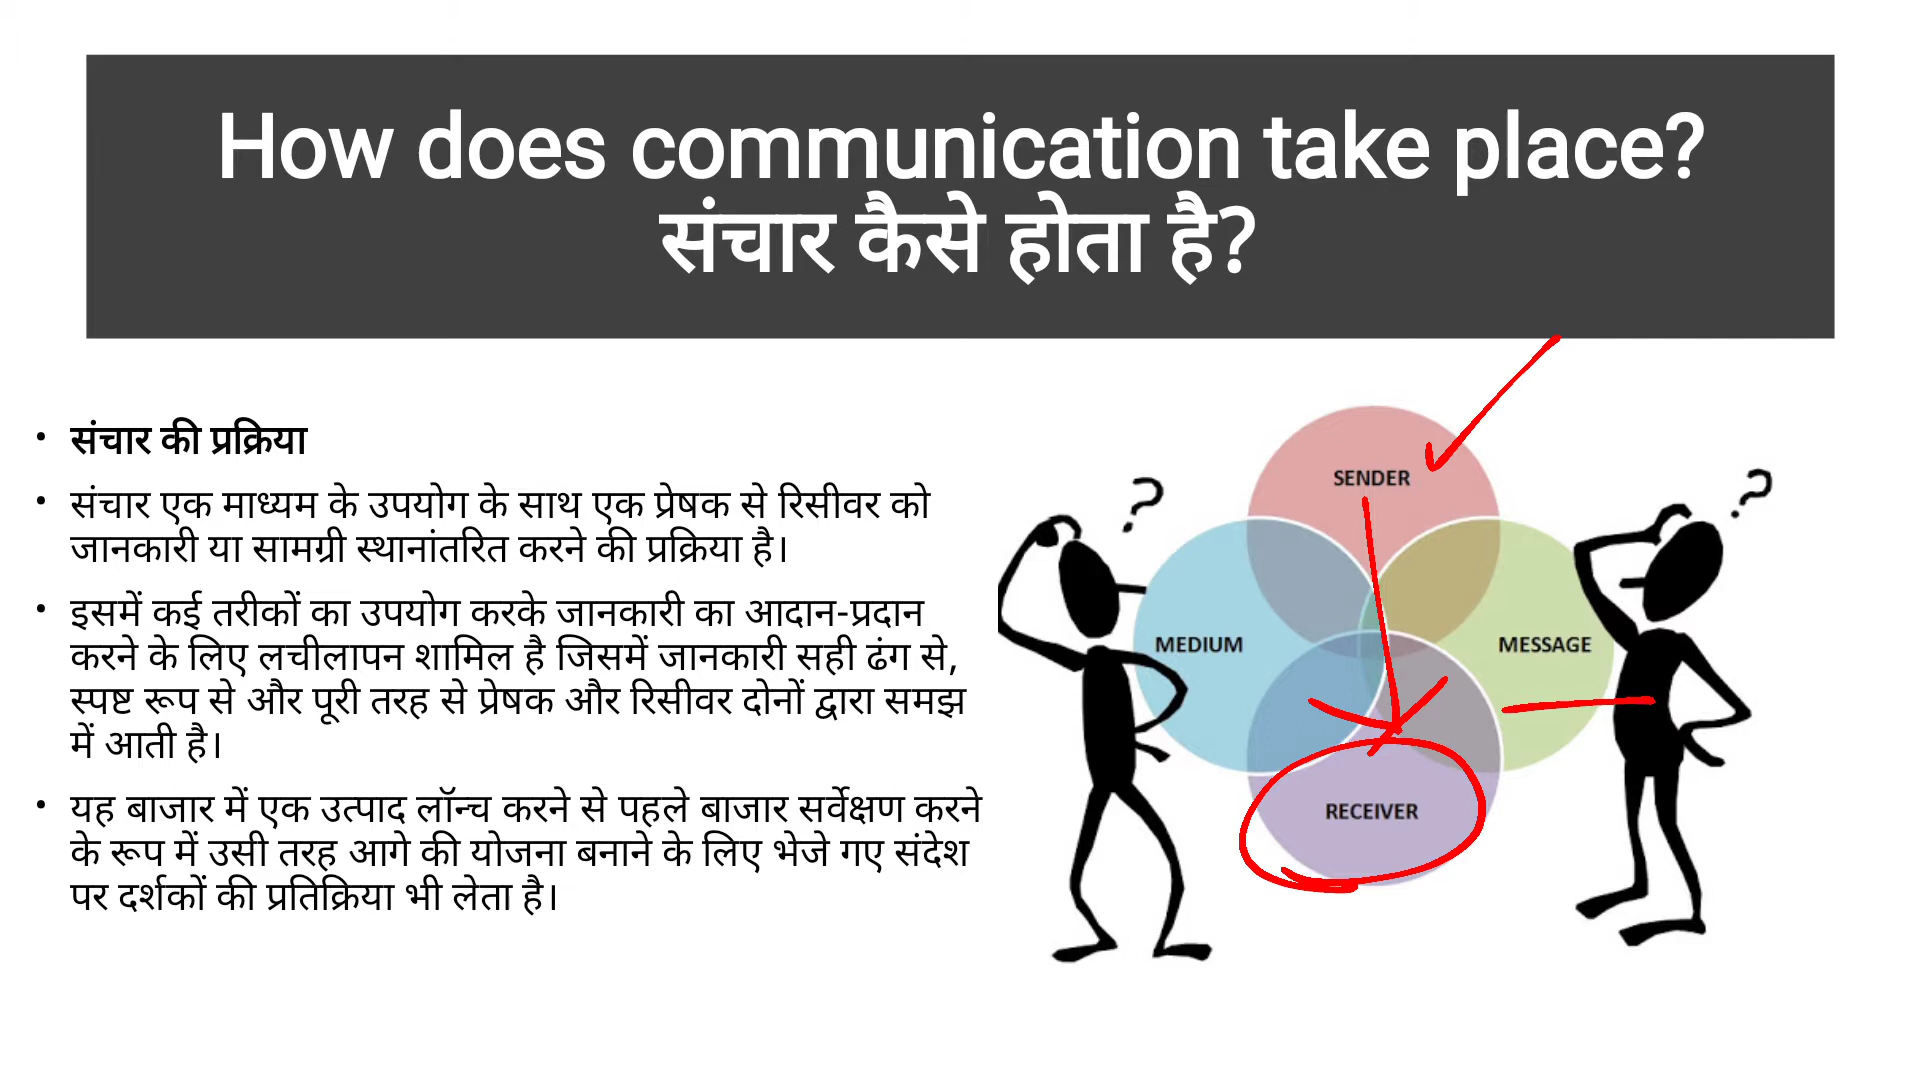 How does communication take place?
संचार कैसे होता है?
• संचार की प्रक्रिया
• संचार एक माध्यम के उपयोग के साथ एक प्रेषक से रिसीवर को
जानकारी या सामग्री स्थानांतरित करने की प्रक्रिया है।
• इसमें कई तरीकों का उपयोग करके जानकारी का आदान-प्रदान
करने के लिए लचीलापन शामिल है जिसमें जानकारी सही ढंग से,
स्पष्ट रूप से और पूरी तरह से प्रेषक और रिसीवर दोनों द्वारा समझ
में आती है।
• यह बाजार में एक उत्पाद लॉन्च करने से पहले बाजार सर्वेक्षण करने
के रूप में उसी तरह आगे की योजना बनाने के लिए भेजे गए संदेश
पर दर्शकों की प्रतिक्रिया भी लेता है।
SENDER
?
?
MEDIUM
MESSAGE
RECEIVER